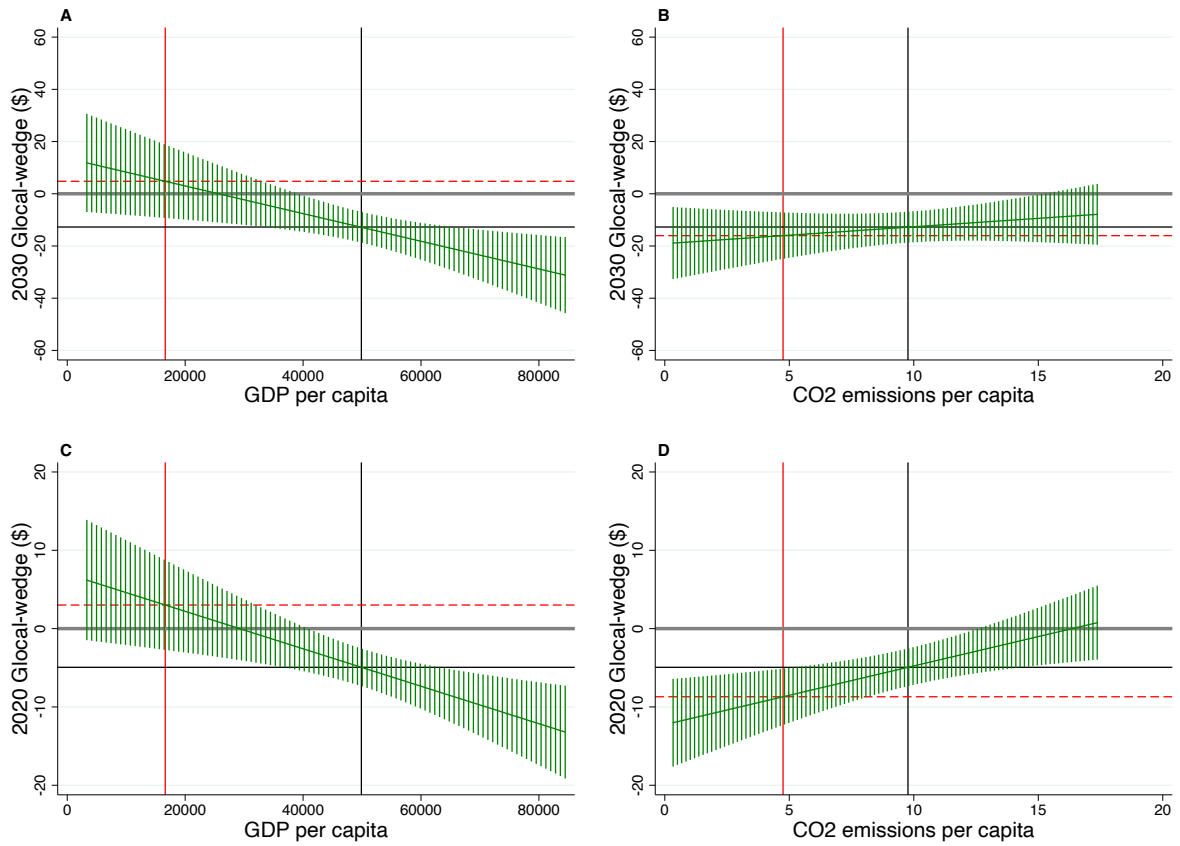 A
2030 Glocal-wedge ($)
60
40
20
0
-20
-40
-60
0 20000 40000 60000 80000
GDP per capita
B
2030 Glocal-wedge ($)
60
40
20
0
-20
-40
-60
0 5 10 15 20
CO2 emissions per capita
C
2020 Glocal-wedge ($)
20
10
0
-10
-20
0 20000 40000 60000 80000
GDP per capita
D
2020 Glocal-wedge ($)
20
10
0
-10
-20
0 5 10 15 20
CO2 emissions per capita